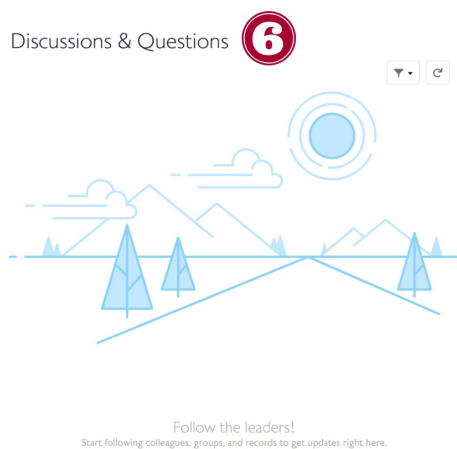 Discussions & Questions 6
Follow the leaders!
Start following colleagues, groups, and records to get updates right here.